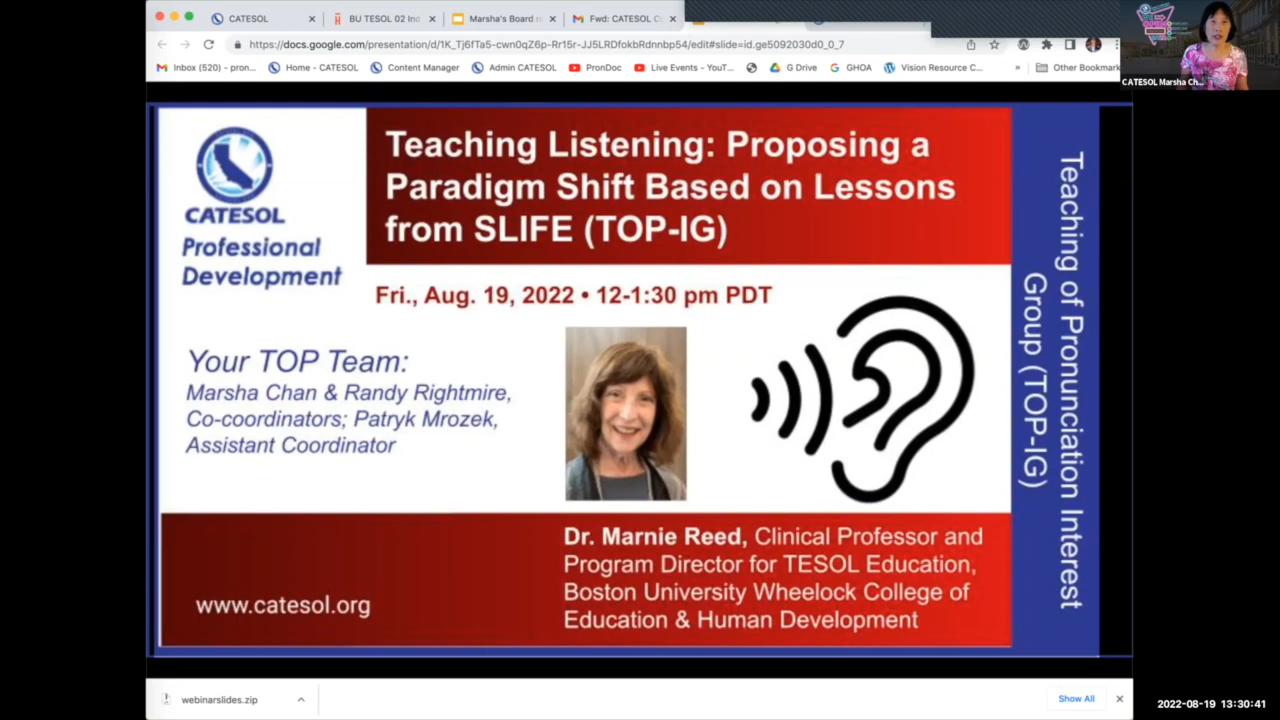 CATESOL
BU TESOL 02 Ind
Marsha's Board r
Fwd: CATESOL C
https://docs.google.com/presentation/d/1K_Tj6fTa5-cwn0qZ6p-Rr15r-JJ5LRDfokbRdnnbp54/edit#slide=id.ge5092030d0_0_7
Inbox (520) - pron...
Home - CATESOL
Content Manager
Admin CATESOL
PronDoc
Live Events - YouT...
G Drive
GHOA
Vision Resource C...
»
Other Bookmark
CATESOL Marsha Ch...
CATESOL
Professional
Development
Teaching Listening: Proposing a
Paradigm Shift Based on Lessons
from SLIFE (TOP-IG)
Fri., Aug. 19, 2022 • 12-1:30 pm PDT
Your TOP Team:
Marsha Chan & Randy Rightmire,
Co-coordinators; Patryk Mrozek,
Assistant Coordinator
Teaching of Pronunciation Interest
Group (TOP-IG)
www.catesol.org
Dr. Marnie Reed, Clinical Professor and
Program Director for TESOL Education,
Boston University Wheelock College of
Education & Human Development
webinarslides.zip
Show All
2022-08-19 13:30:41